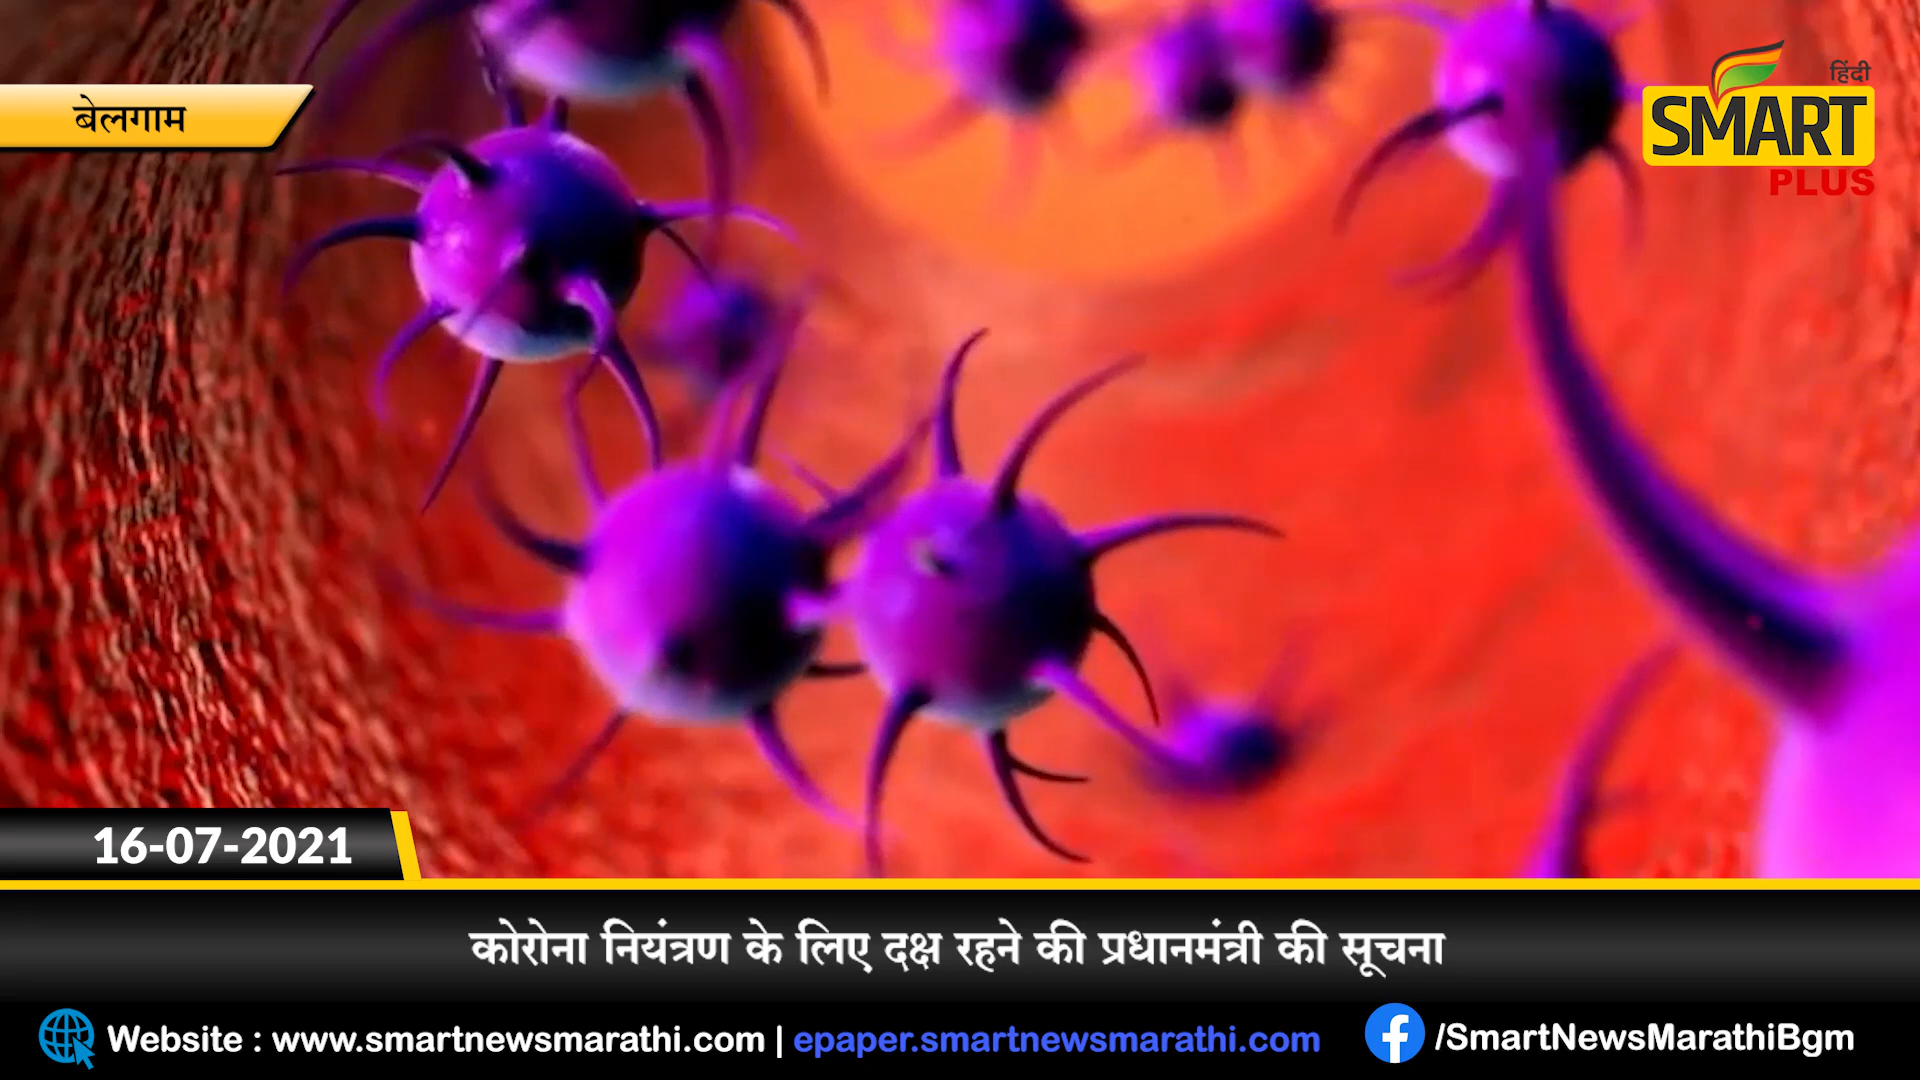 बेलगाम
हिंदी
SMART
PLUS
16-07-2021
कोरोना नियंत्रण के लिए दक्ष रहने की प्रधानमंत्री की सूचना
Website : www.smartnewsmarathi.com | epaper.smartnewsmarathi.com
/SmartNewsMarathiBgm